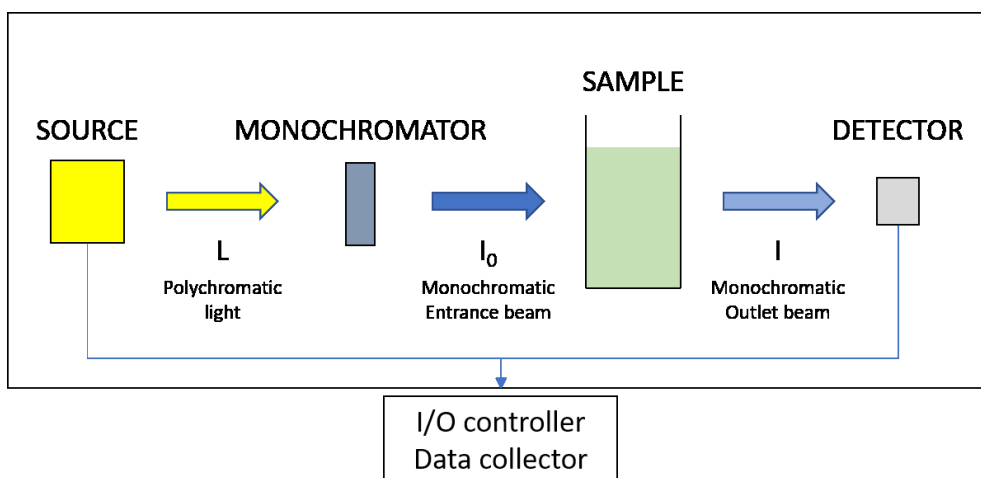 SAMPLE
SOURCE
MONOCHROMATOR
DETECTOR
L
Polychromatic
light
I₀
Monochromatic
Entrance beam
I
Monochromatic
Outlet beam
I/O controller
Data collector